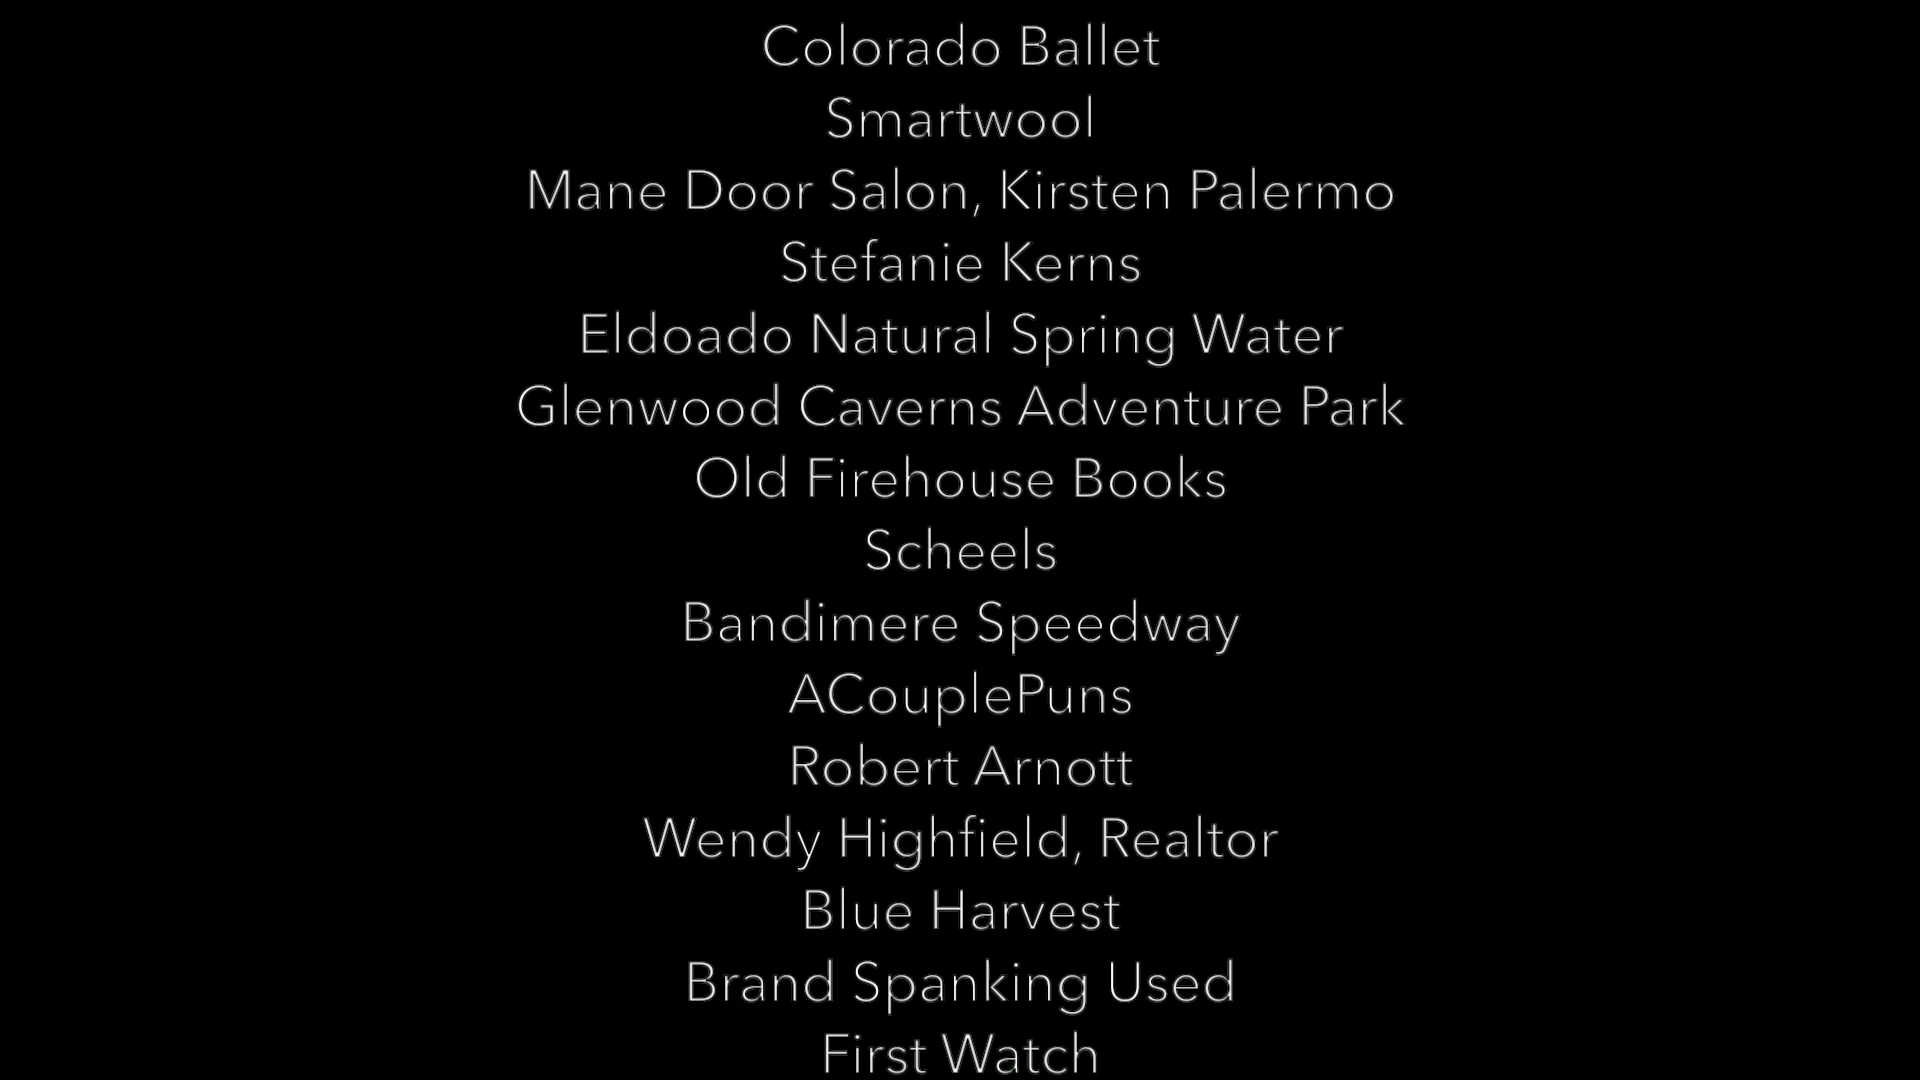 Colorado Ballet
Smartwool
Mane Door Salon, Kirsten Palermo
Stefanie Kerns
Eldoado Natural Spring Water
Glenwood Caverns Adventure Park
Old Firehouse Books
Scheels
Bandimere Speedway
ACouplePuns
Robert Arnott
Wendy Highfield, Realtor
Blue Harvest
Brand Spanking Used
First Watch